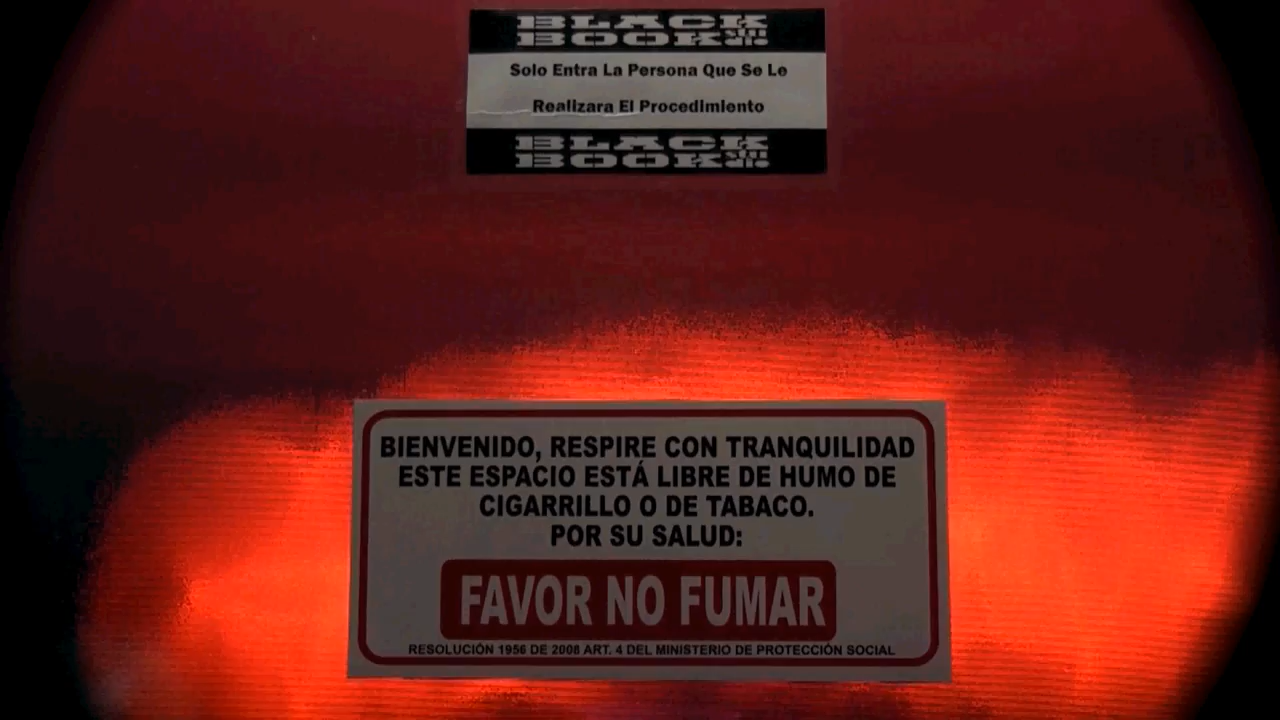 BLACK
BOOK
Solo Entra La Persona Que Se Le
Realizara El Procedimiento
BLACK
BOOK
BIENVENIDO, RESPIRE CON TRANQUILIDAD
ESTE ESPACIO ESTÁ LIBRE DE HUMO DE
CIGARRILLO O DE TABACO.
POR SU SALUD:
FAVOR NO FUMAR
RESOLUCIÓN 1956 DE 2008 ART. 4 DEL MINISTERIO DE PROTECCIÓN SOCIAL